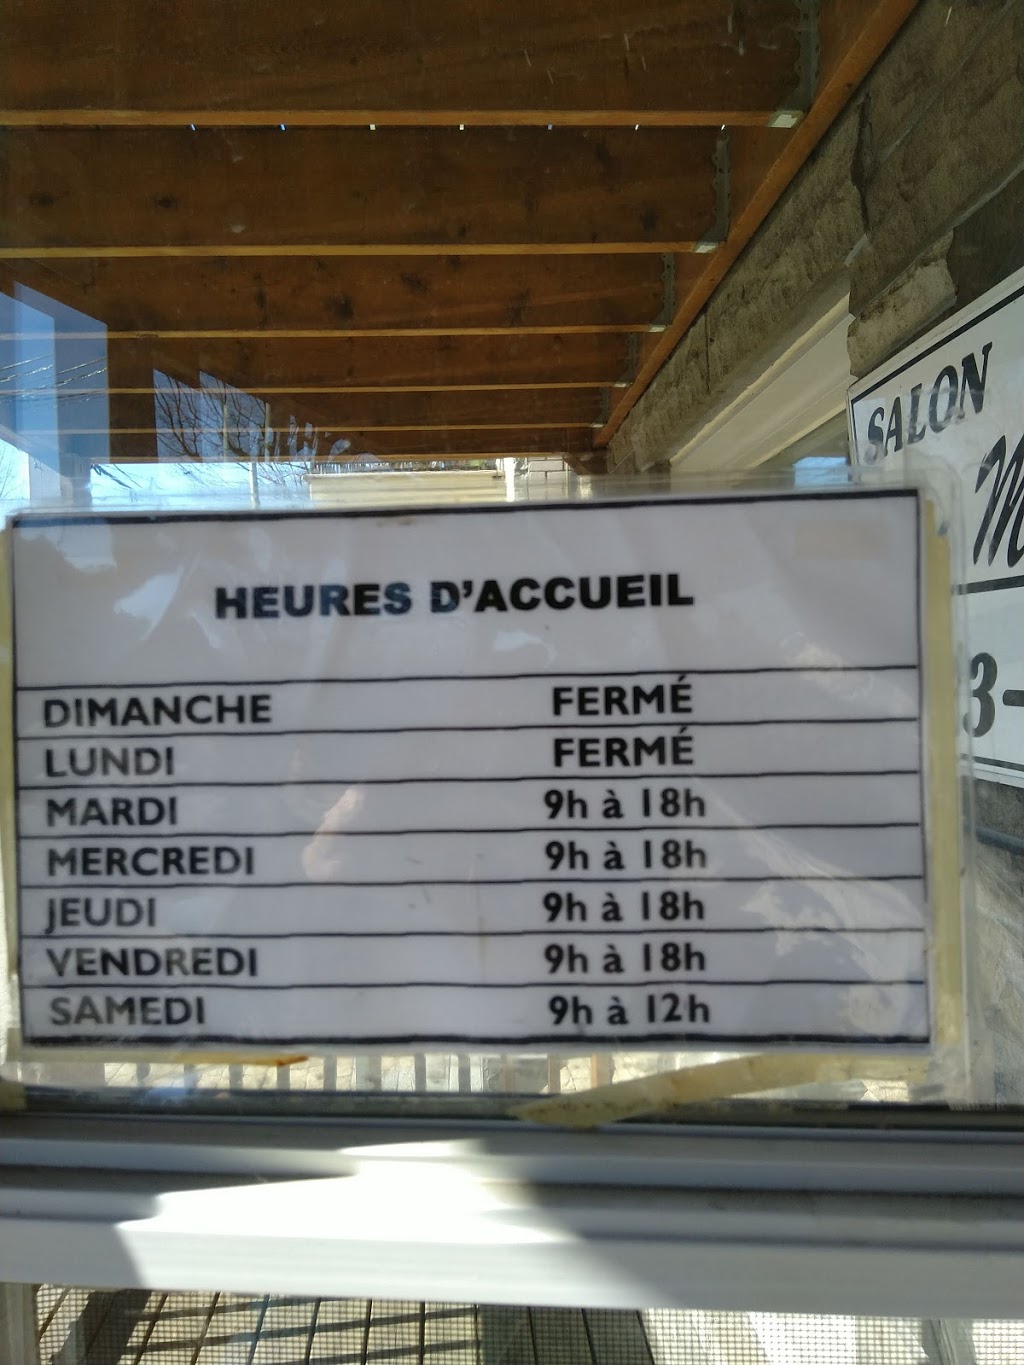 SALON
HEURES D'ACCUEIL
DIMANCHE FERMÉ
LUNDI FERMÉ
MARDI 9h à 18h
MERCREDI 9h à 18h
JEUDI 9h à 18h
VENDREDI 9h à 18h
SAMEDI 9h à 12h